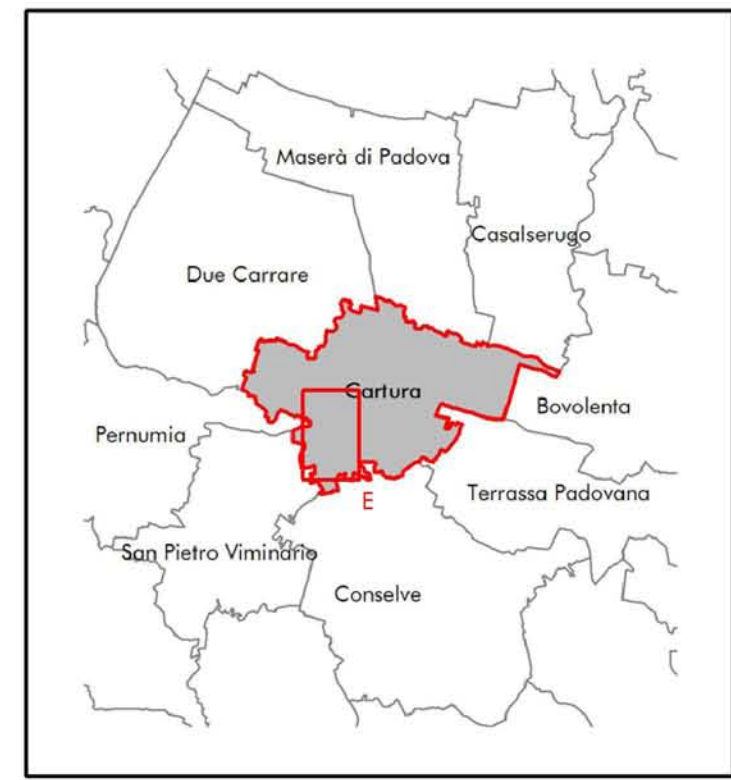 Maserà di Padova
Casalserugo
Due Carrare
Cartura
Bovolenta
Pernumia
Terrassa Padovana
E
San Pietro Viminario
Conselve